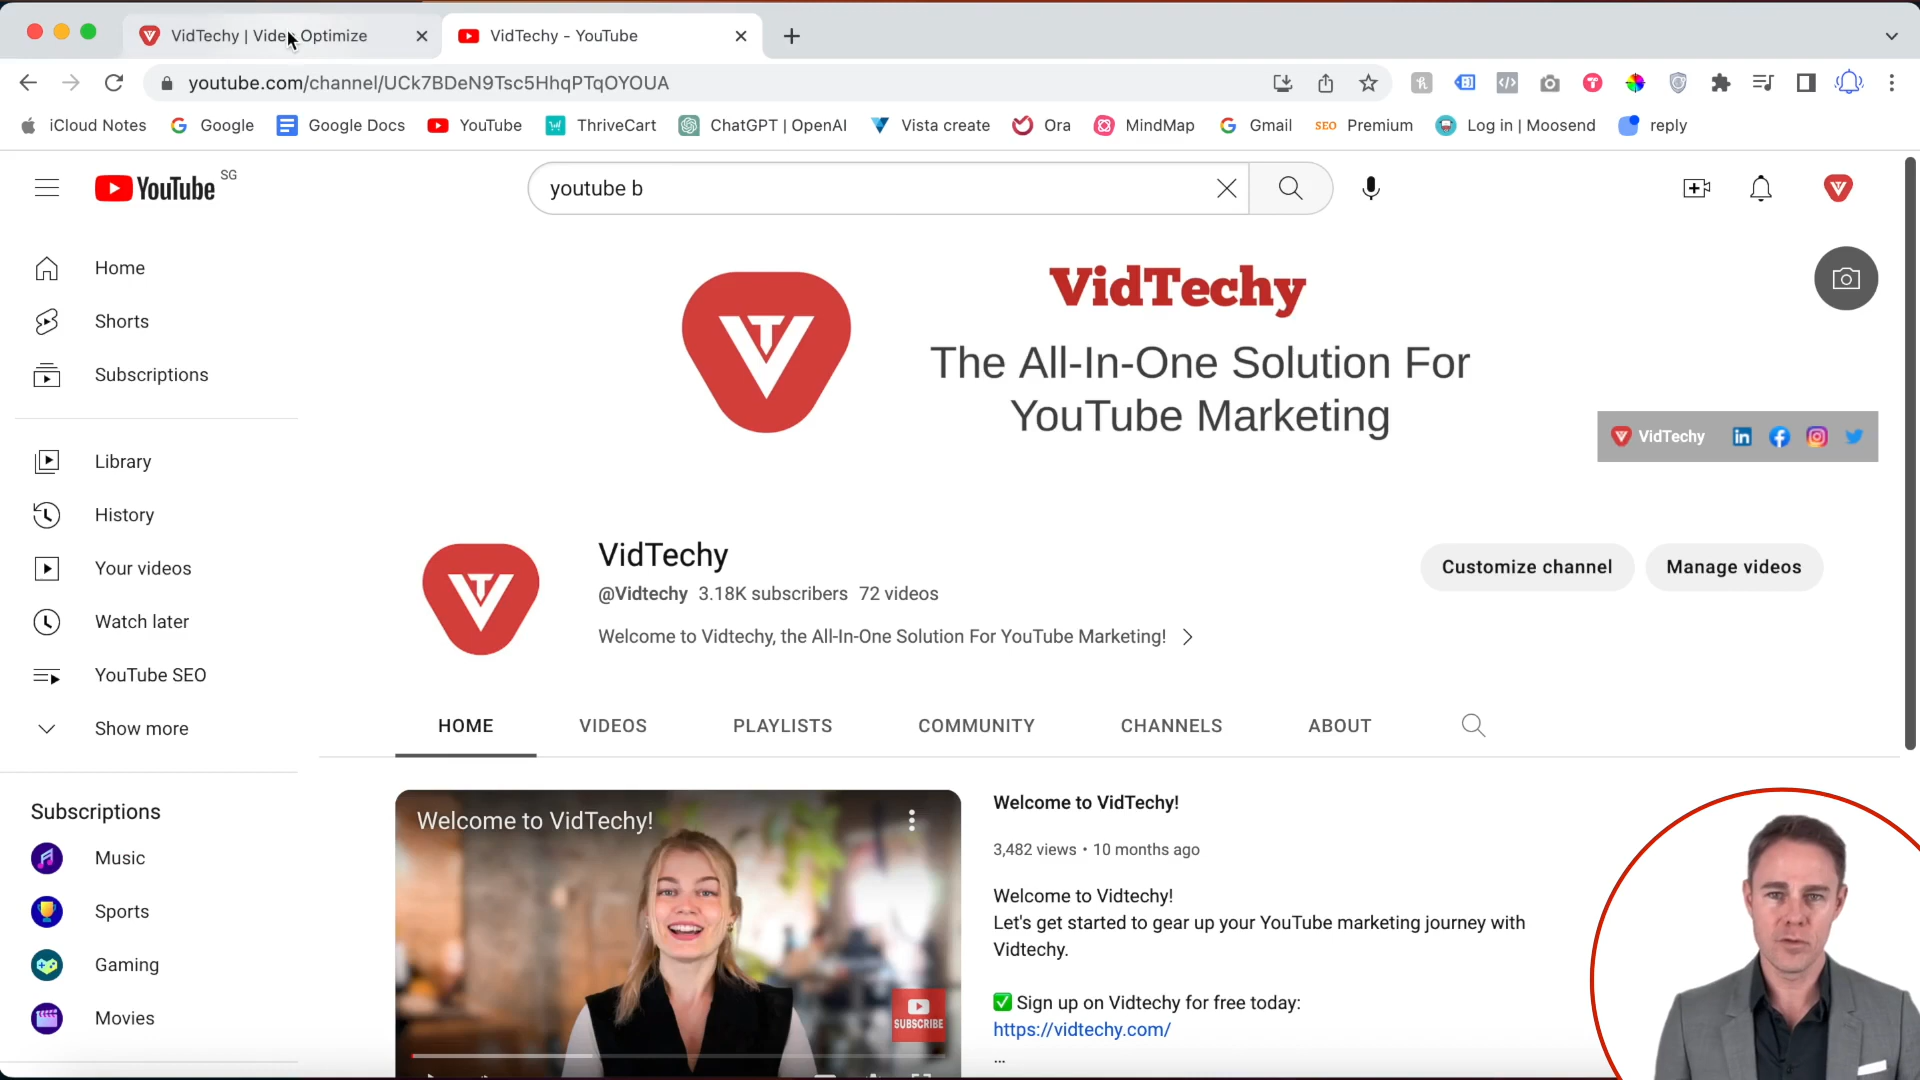 VidTechy | Video Optimize
VidTechy - YouTube
youtube.com/channel/UCk7BDeN9Tsc5HhqPTqOYOUA
iCloud Notes
Google
Google Docs
YouTube
ThriveCart
ChatGPT | OpenAI
Vista create
Ora
MindMap
Gmail
SEO Premium
Log in | Moosend
reply
YouTube SG
youtube b
Home
Shorts
Subscriptions
Library
History
Your videos
Watch later
YouTube SEO
Show more
Subscriptions
Music
Sports
Gaming
Movies
VidTechy
The All-In-One Solution For
YouTube Marketing
VidTechy
VidTechy
@Vidtechy 3.18K subscribers 72 videos
Welcome to Vidtechy, the All-In-One Solution For YouTube Marketing!
Customize channel
Manage videos
HOME
VIDEOS
PLAYLISTS
COMMUNITY
CHANNELS
ABOUT
Welcome to VidTechy!
SUBSCRIBE
Welcome to VidTechy!
3,482 views • 10 months ago
Welcome to Vidtechy!
Let's get started to gear up your YouTube marketing journey with
Vidtechy.
✅ Sign up on Vidtechy for free today:
https://vidtechy.com/
...